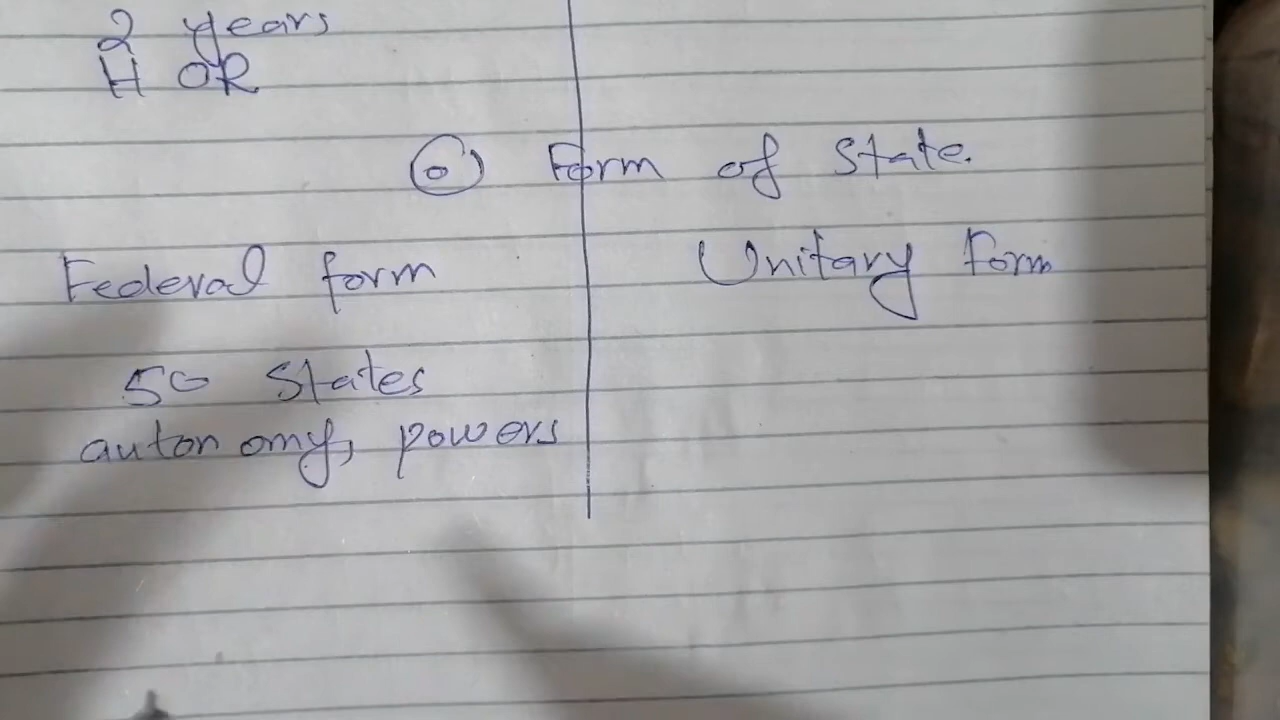 2 years
H OR
⊙ Form of State.
Federal form
Unitary Form
50 States
autonomy, powers